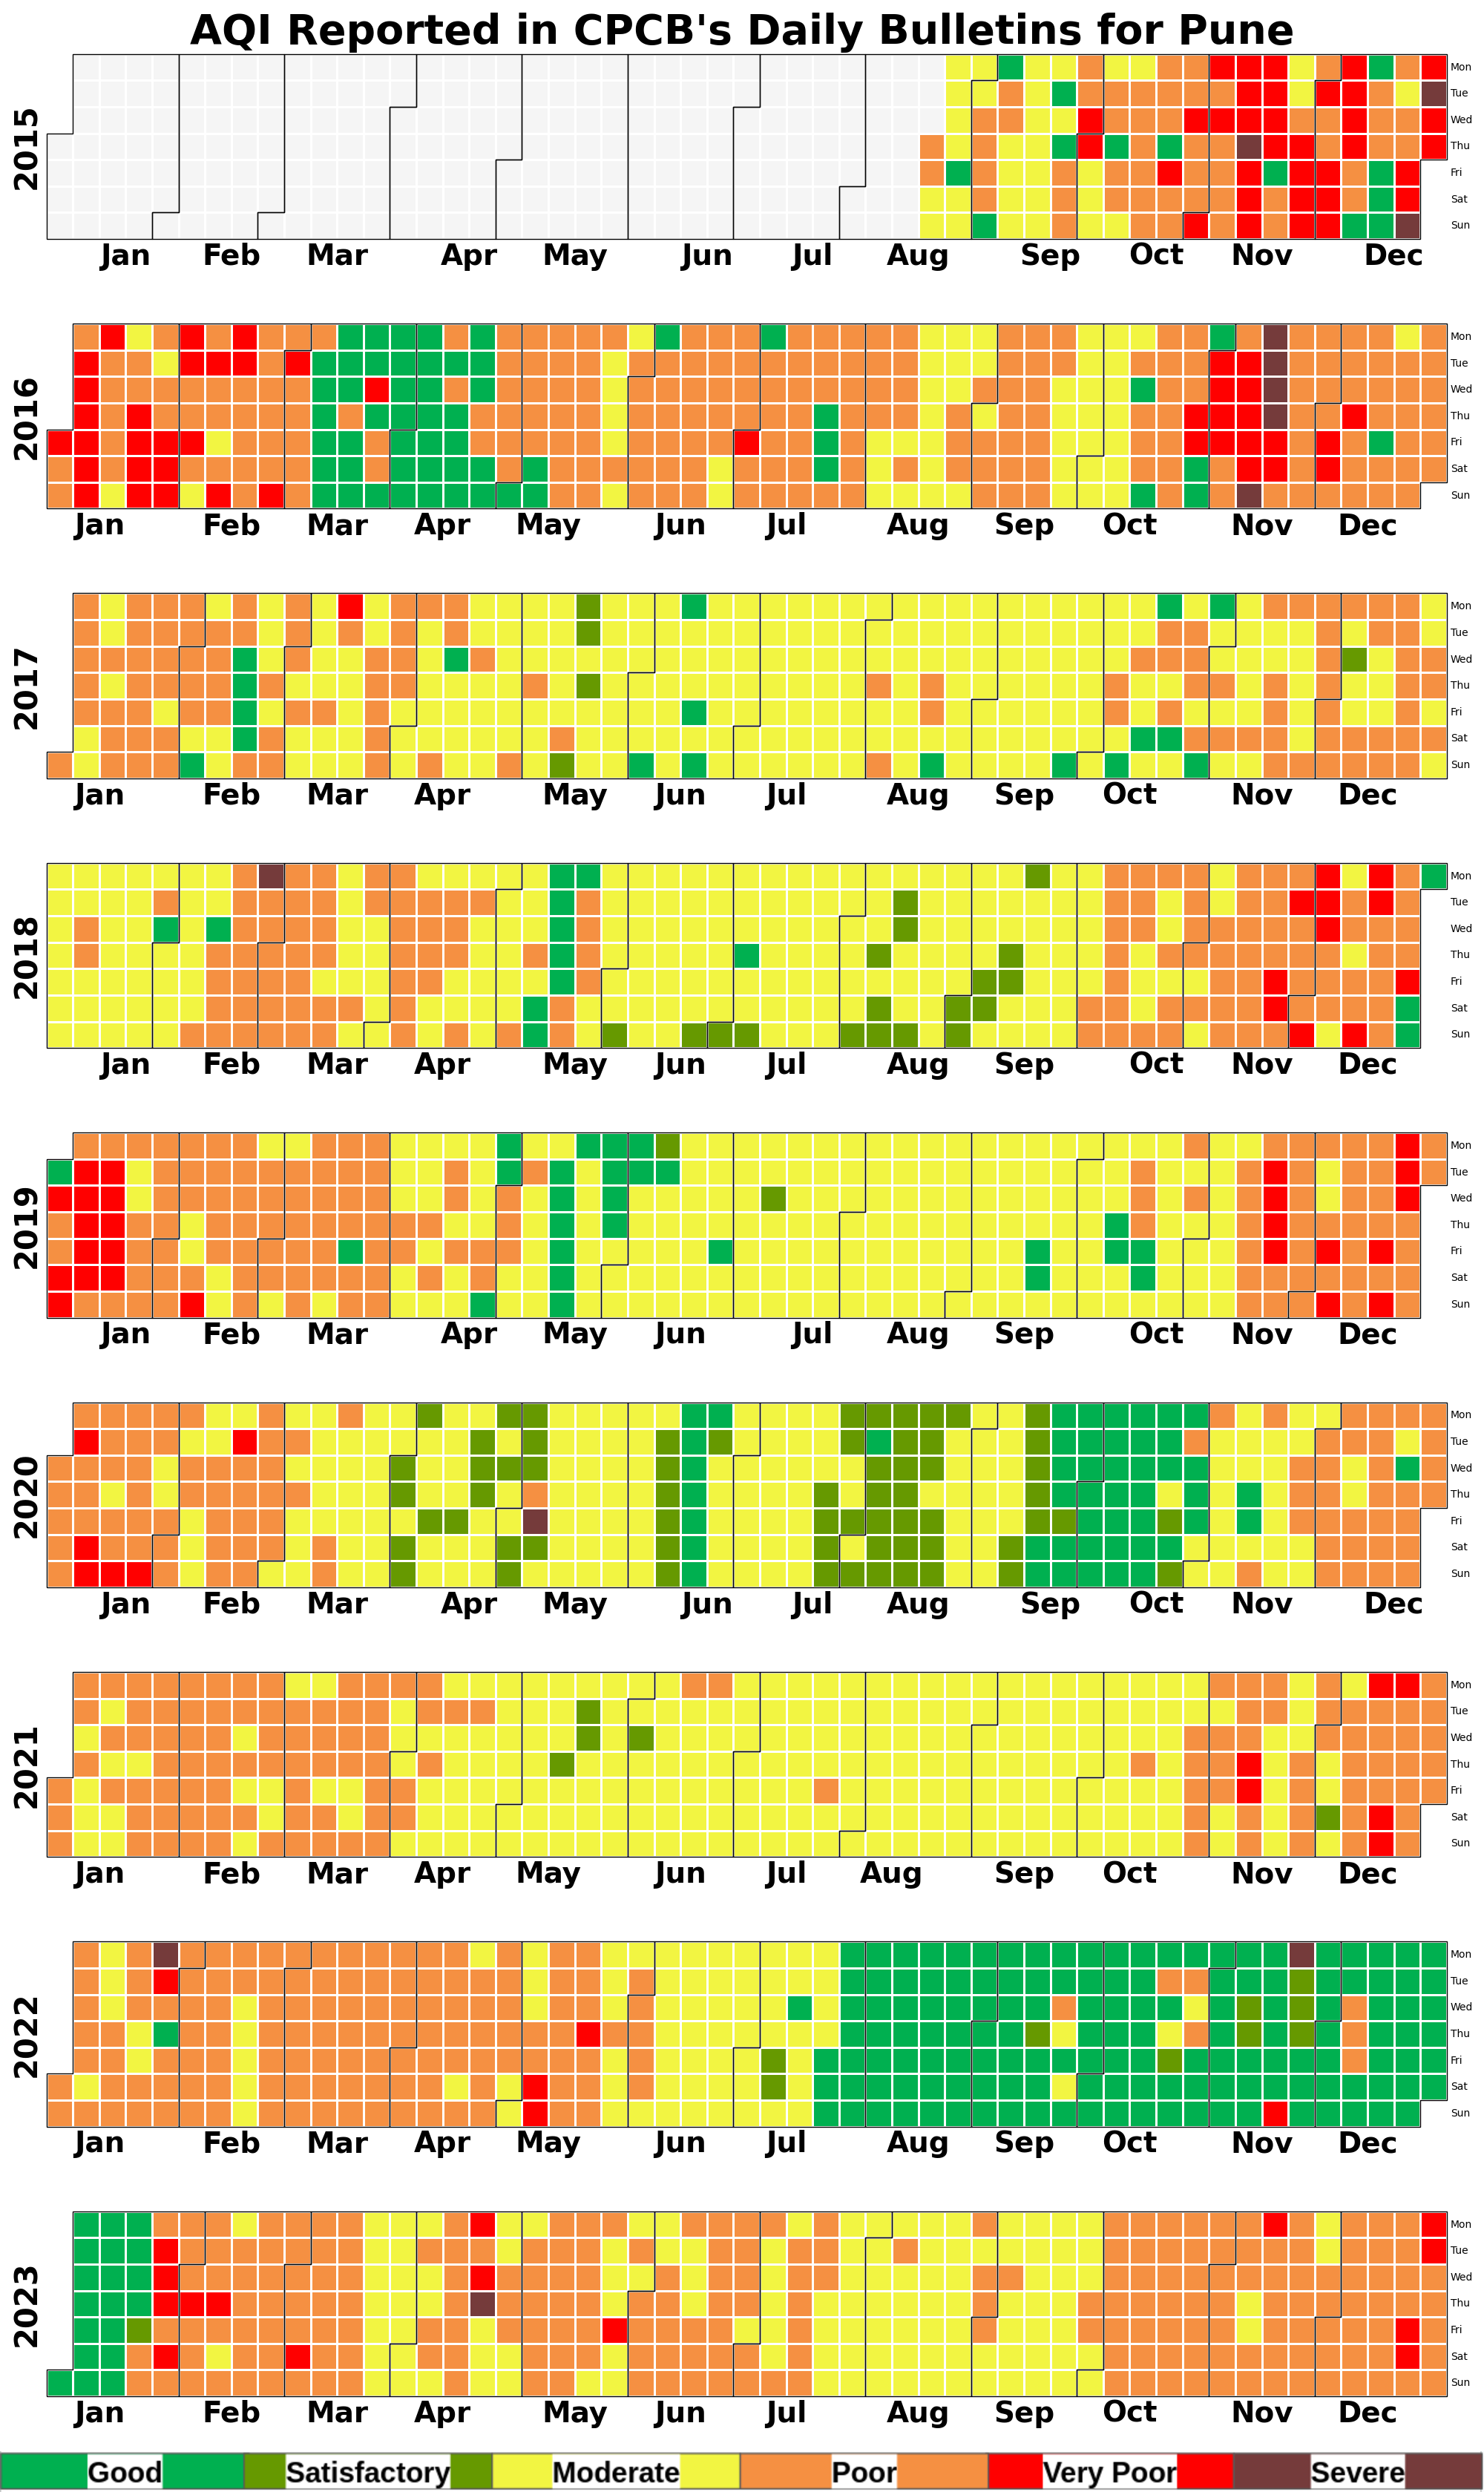 AQI Reported in CPCB's Daily Bulletins for Pune
2015
Mon
Tue
Wed
Thu
Fri
Sat
Sun
Jan Feb Mar Apr May Jun Jul Aug Sep Oct Nov Dec
2016
Mon
Tue
Wed
Thu
Fri
Sat
Sun
Jan Feb Mar Apr May Jun Jul Aug Sep Oct Nov Dec
2017
Mon
Tue
Wed
Thu
Fri
Sat
Sun
Jan Feb Mar Apr May Jun Jul Aug Sep Oct Nov Dec
2018
Mon
Tue
Wed
Thu
Fri
Sat
Sun
Jan Feb Mar Apr May Jun Jul Aug Sep Oct Nov Dec
2019
Mon
Tue
Wed
Thu
Fri
Sat
Sun
Jan Feb Mar Apr May Jun Jul Aug Sep Oct Nov Dec
2020
Mon
Tue
Wed
Thu
Fri
Sat
Sun
Jan Feb Mar Apr May Jun Jul Aug Sep Oct Nov Dec
2021
Mon
Tue
Wed
Thu
Fri
Sat
Sun
Jan Feb Mar Apr May Jun Jul Aug Sep Oct Nov Dec
2022
Mon
Tue
Wed
Thu
Fri
Sat
Sun
Jan Feb Mar Apr May Jun Jul Aug Sep Oct Nov Dec
2023
Mon
Tue
Wed
Thu
Fri
Sat
Sun
Jan Feb Mar Apr May Jun Jul Aug Sep Oct Nov Dec
Good Satisfactory Moderate Poor Very Poor Severe